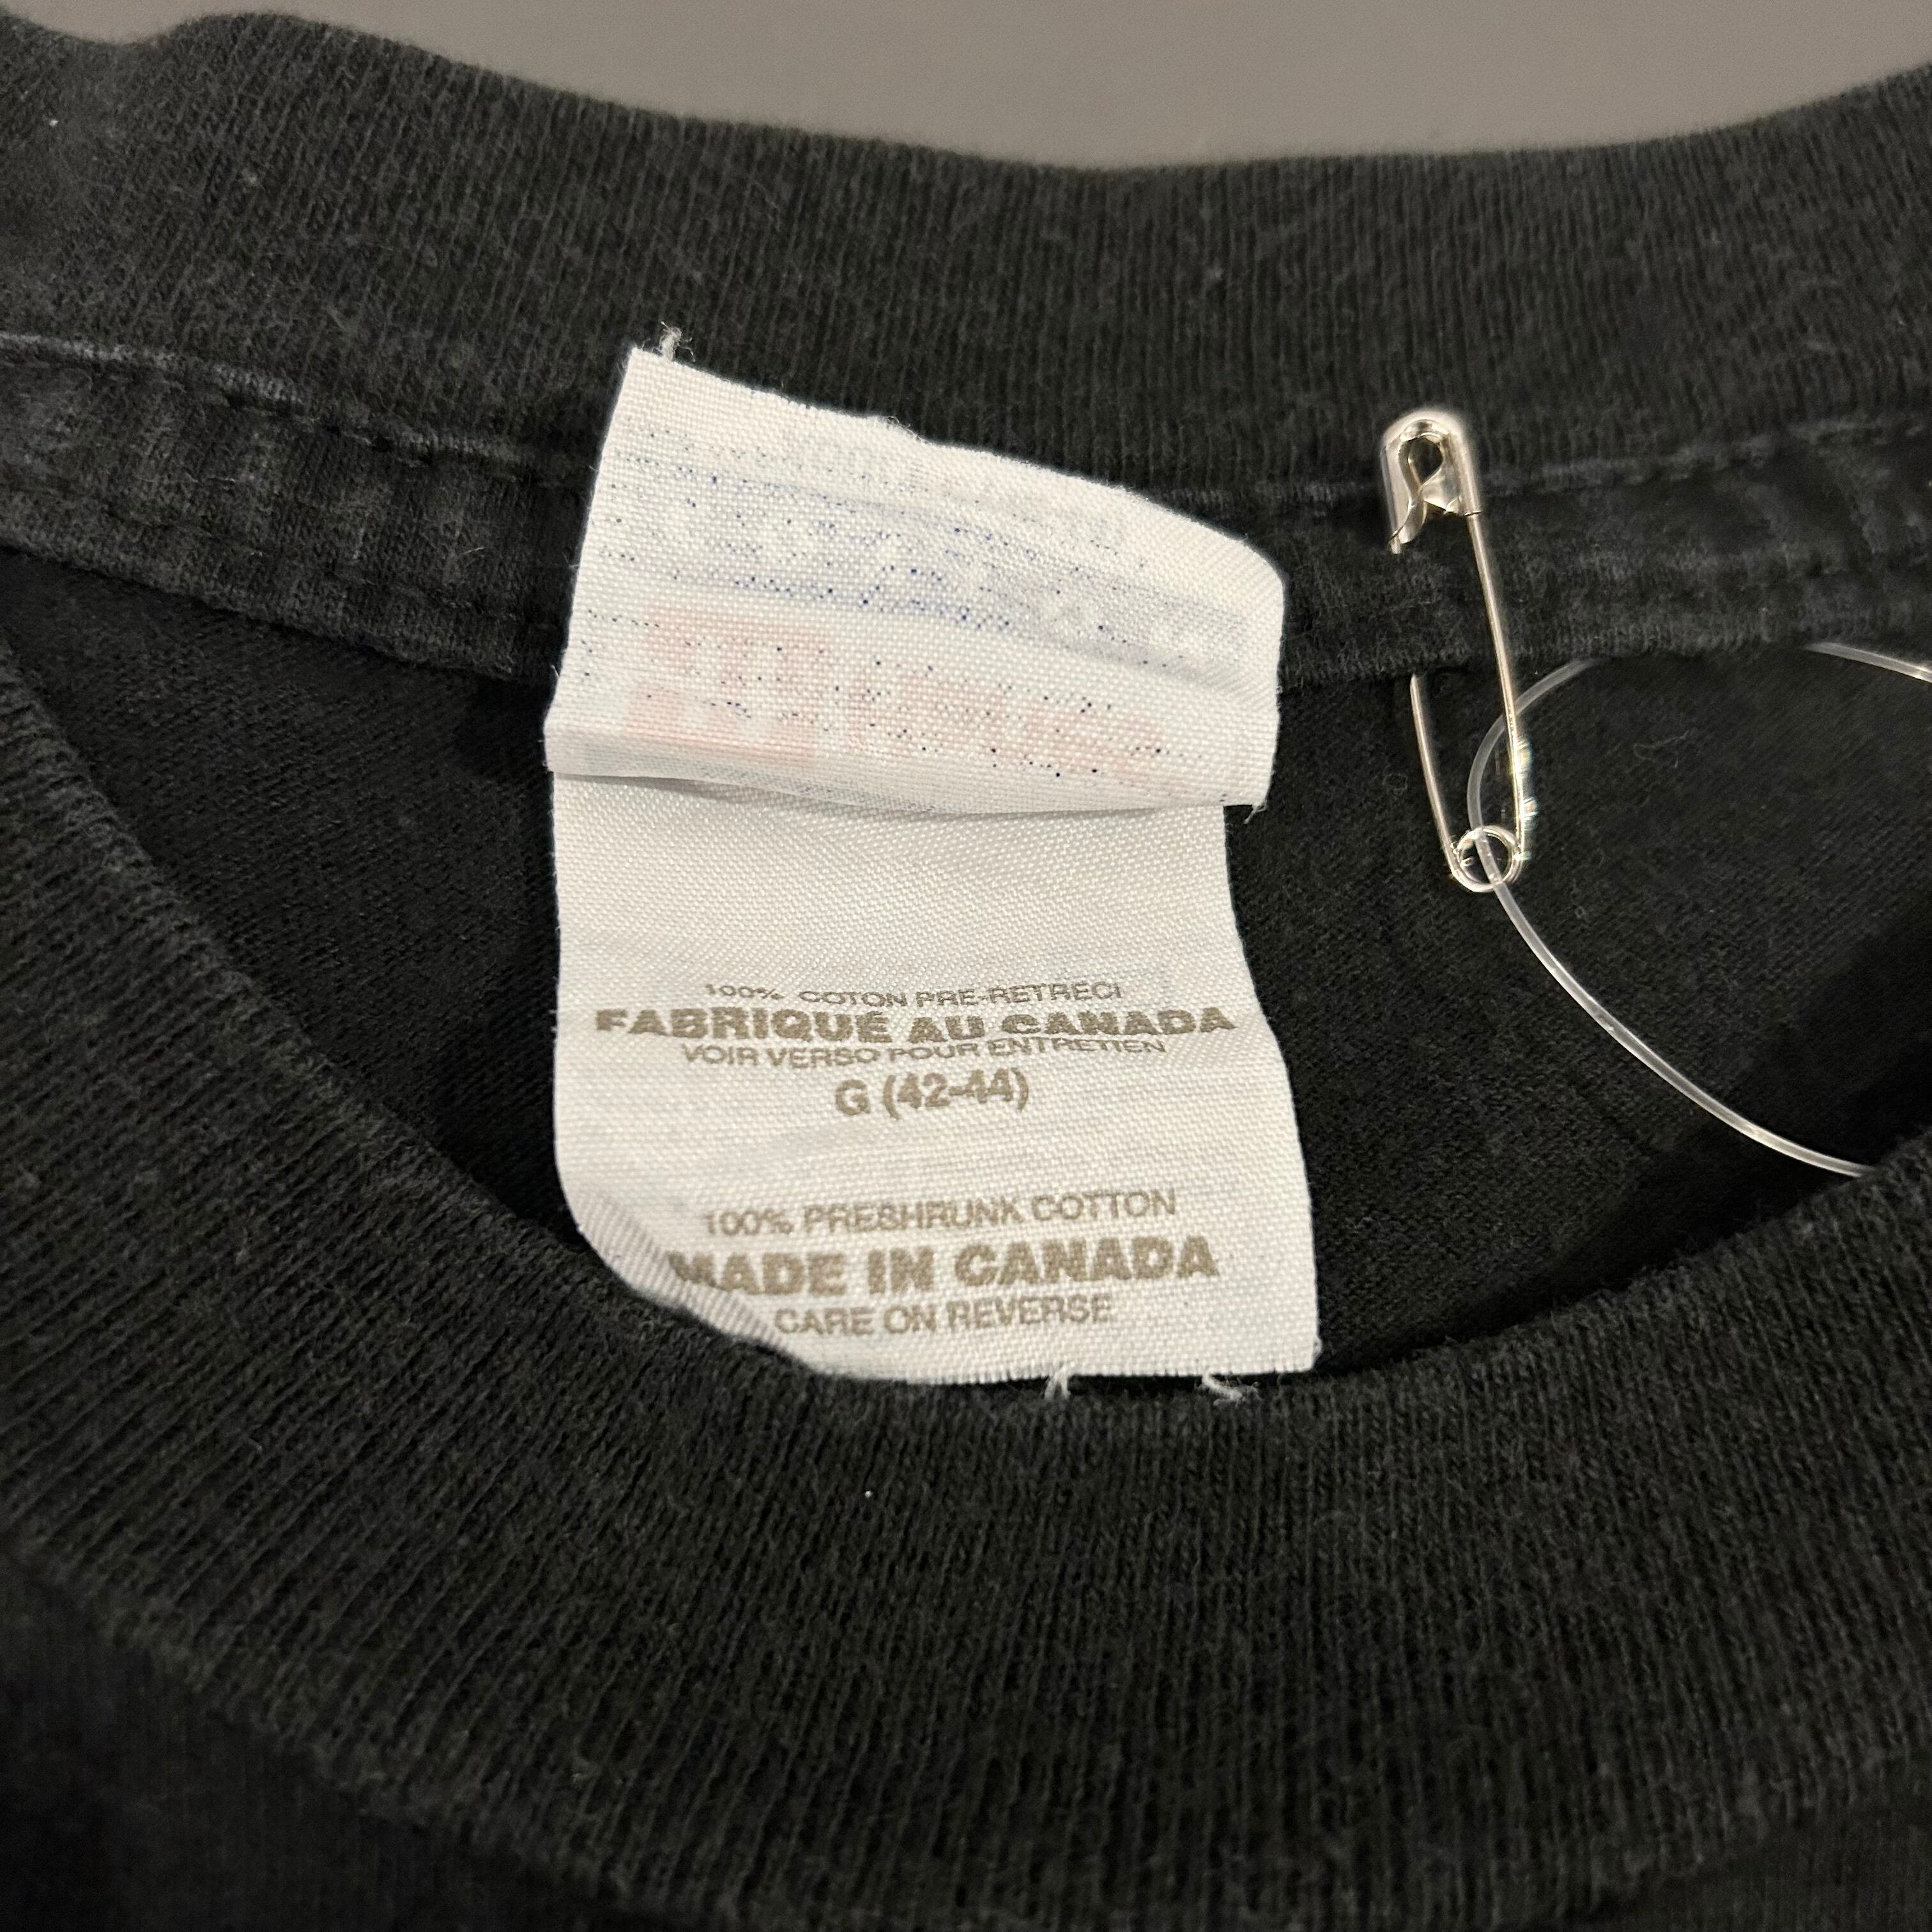 100% COTON PRE-RETRECI
FABRIQUÉ AU CANADA
VOIR VERSO POUR ENTRETIEN
G (42-44)
100% PRESHRUNK COTTON
MADE IN CANADA
CARE ON REVERSE